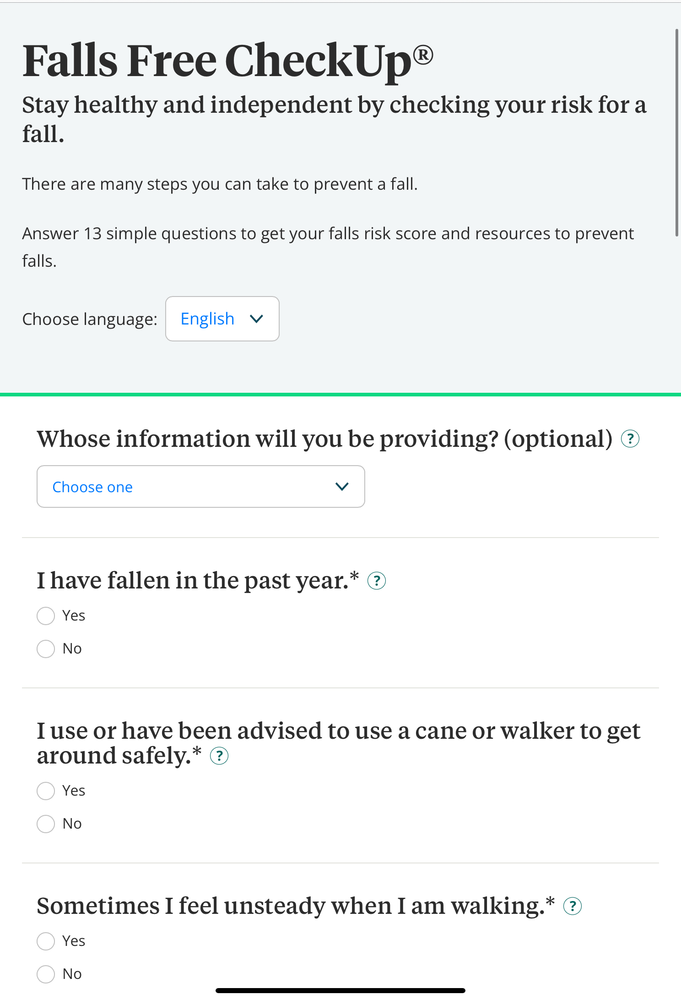 Falls Free CheckUp®
Stay healthy and independent by checking your risk for a
fall.
There are many steps you can take to prevent a fall.
Answer 13 simple questions to get your falls risk score and resources to prevent
falls.
Choose language: English
Whose information will you be providing? (optional) ?
Choose one
I have fallen in the past year.* ?
Yes
No
I use or have been advised to use a cane or walker to get
around safely.* ?
Yes
No
Sometimes I feel unsteady when I am walking.* ?
Yes
No